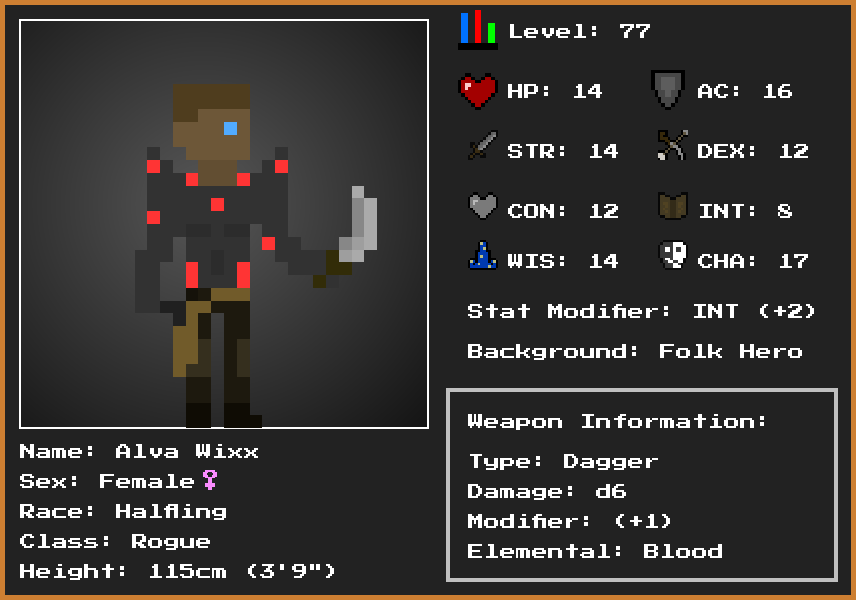 Level: 77
HP: 14 AC: 16
STR: 14 DEX: 12
CON: 12 INT: 8
WIS: 14 CHA: 17
Stat Modifier: INT (+2)
Background: Folk Hero
Weapon Information:
Type: Dagger
Damage: d6
Modifier: (+1)
Elemental: Blood
Name: Alva Wixx
Sex: Female♀
Race: Halfling
Class: Rogue
Height: 115cm (3'9")